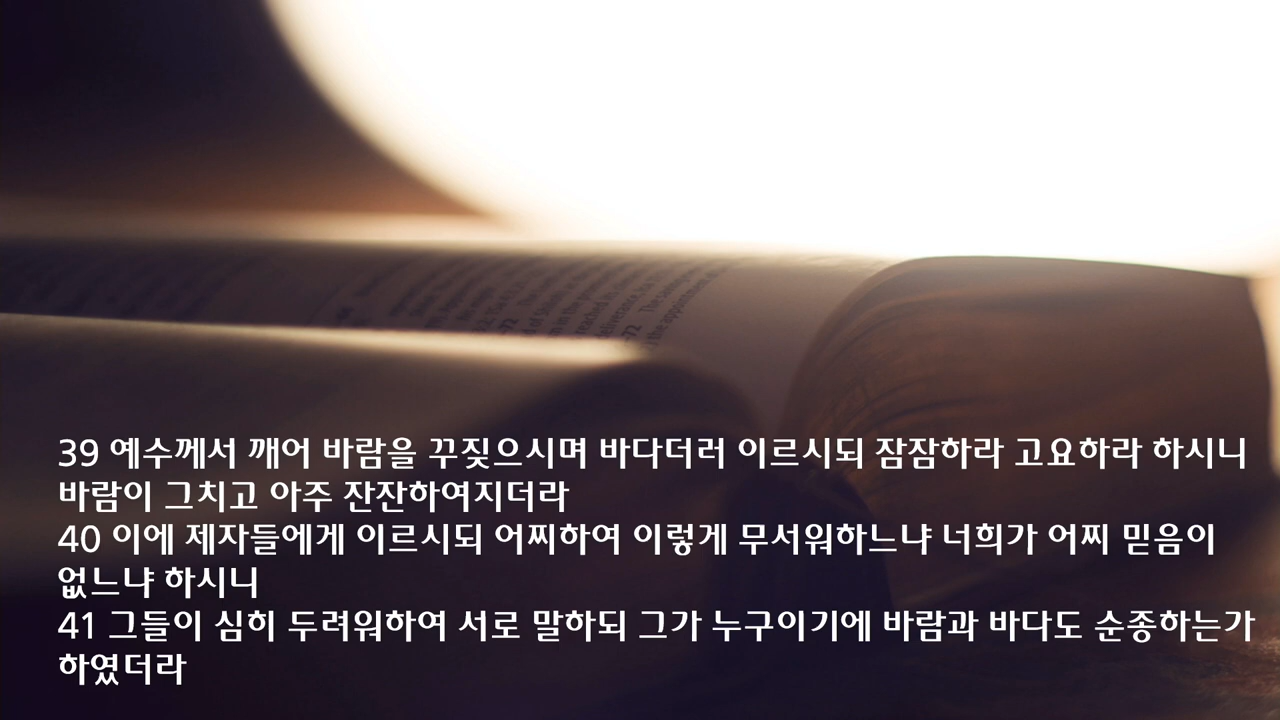 39 예수께서 깨어 바람을 꾸짖으시며 바다더러 이르시되 잠잠하라 고요하라 하시니
바람이 그치고 아주 잔잔하여지더라
40 이에 제자들에게 이르시되 어찌하여 이렇게 무서워하느냐 너희가 어찌 믿음이
없느냐 하시니
41 그들이 심히 두려워하여 서로 말하되 그가 누구이기에 바람과 바다도 순종하는가
하였더라